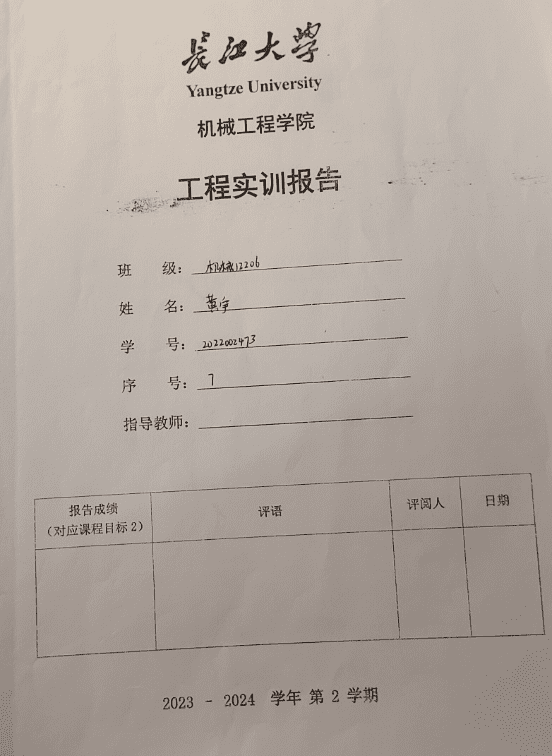 長江大学
Yangtze University
机械工程学院
工程实训报告
班 级：机械12206
姓 名：黄宇
学 号：2022002473
序 号：7
指导教师：
报告成绩
（对应课程目标2） 评语 评阅人 日期
2023 - 2024 学年 第 2 学期